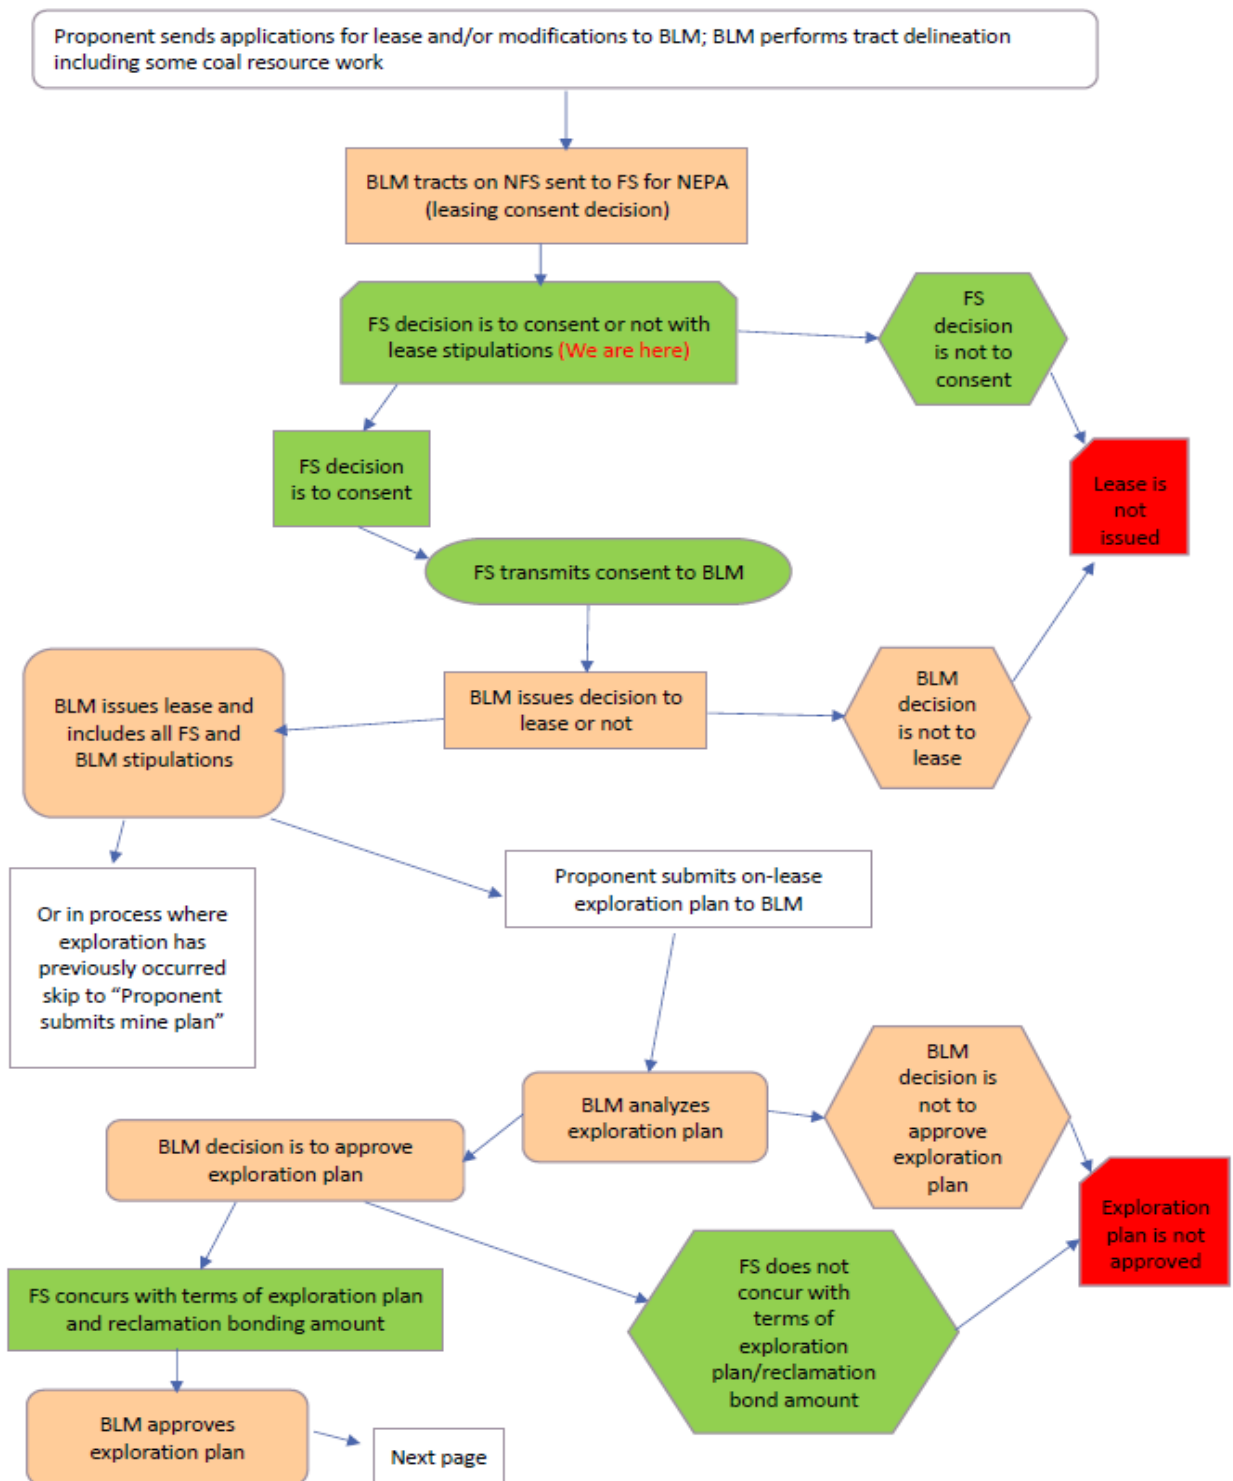 Proponent sends applications for lease and/or modifications to BLM; BLM performs tract delineation
including some coal resource work
BLM tracts on NFS sent to FS for NEPA
(leasing consent decision)
FS decision is to consent or not with
lease stipulations (We are here)
FS
decision
is not to
consent
FS decision
is to consent
Lease is
not
issued
FS transmits consent to BLM
BLM issues lease and
includes all FS and
BLM stipulations
BLM issues decision to
lease or not
BLM
decision
is not to
lease
Or in process where
exploration has
previously occurred
skip to “Proponent
submits mine plan”
Proponent submits on-lease
exploration plan to BLM
BLM analyzes
exploration plan
BLM
decision is
not to
approve
exploration
plan
BLM decision is to approve
exploration plan
Exploration
plan is not
approved
FS concurs with terms of exploration plan
and reclamation bonding amount
FS does not
concur with
terms of
exploration
plan/reclamation
bond amount
BLM approves
exploration plan
Next page